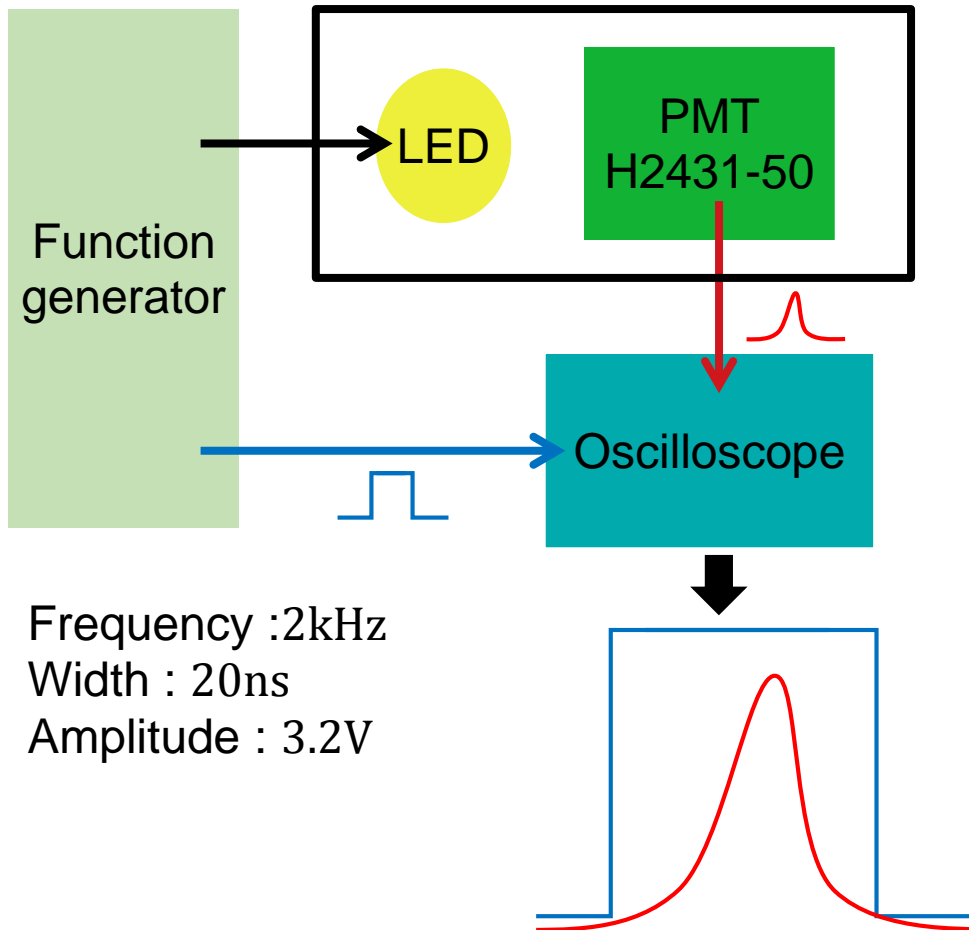 LED
PMT
H2431-50
Function
generator
Oscilloscope
Frequency :2kHz
Width : 20ns
Amplitude : 3.2V